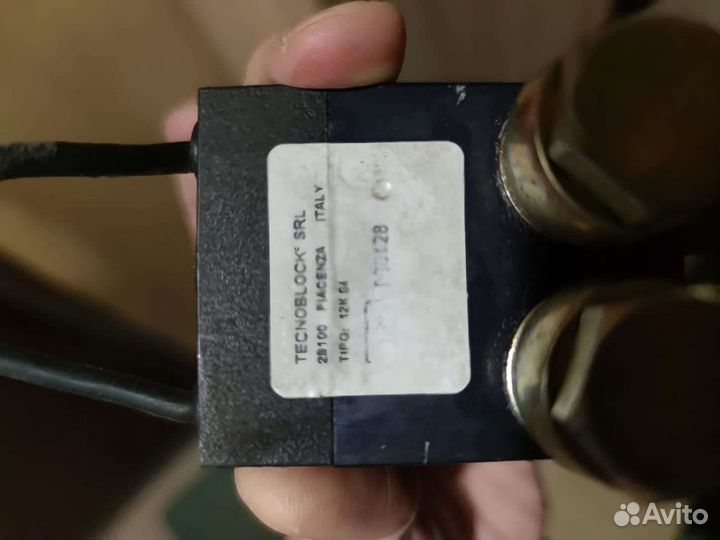 TECNOBLOCK® SRL
29100 PIACENZA ITALY
TIPO: 12K 04
Avito